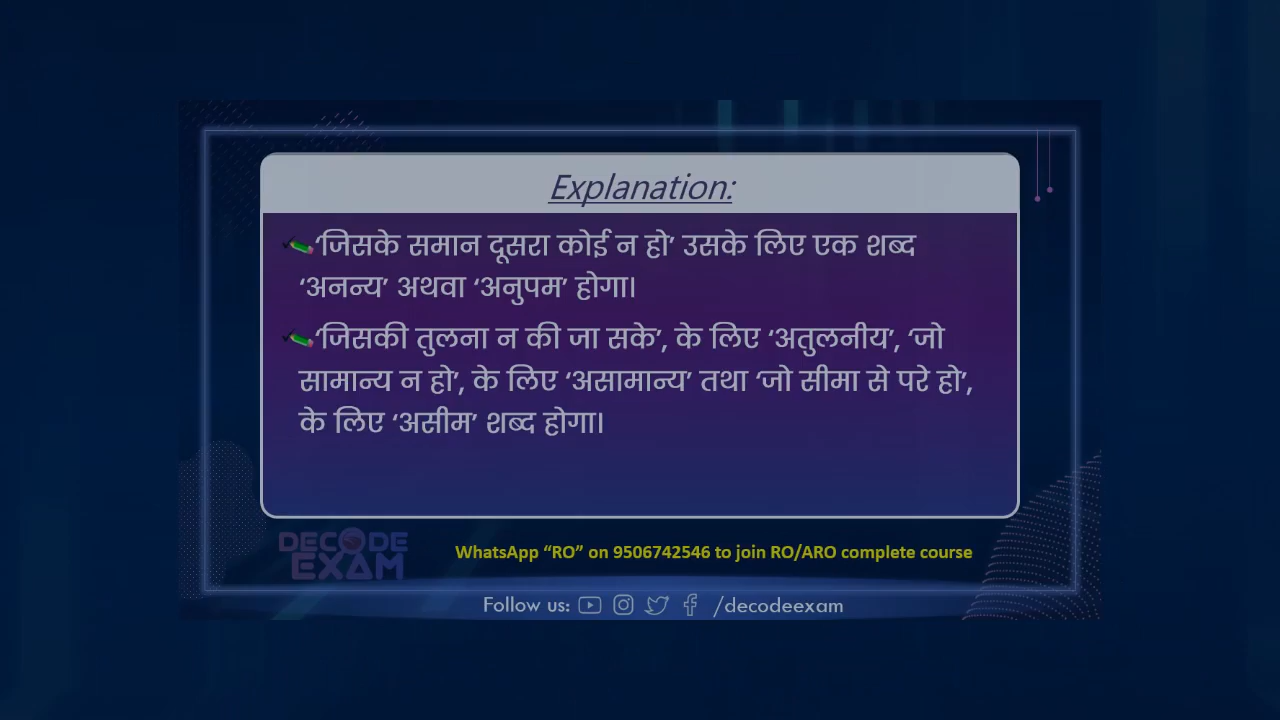 Explanation:
‘जिसके समान दूसरा कोई न हो’ उसके लिए एक शब्द
‘अनन्य’ अथवा ‘अनुपम’ होगा।
‘जिसकी तुलना न की जा सके’, के लिए ‘अतुलनीय’, ‘जो
सामान्य न हो’, के लिए ‘असामान्य’ तथा ‘जो सीमा से परे हो’,
के लिए ‘असीम’ शब्द होगा।
DECODE
EXAM
WhatsApp “RO” on 9506742546 to join RO/ARO complete course
Follow us: /decodeexam